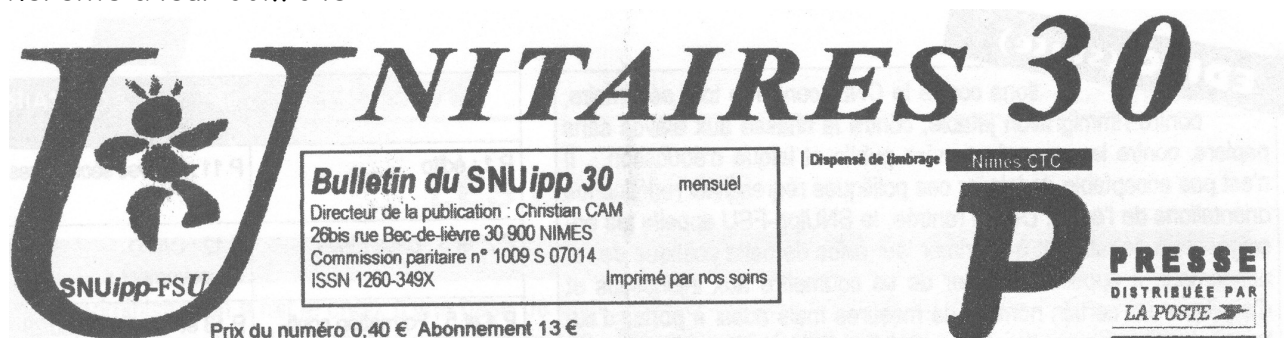 UNITAIRES 30
Bulletin du SNUipp 30 mensuel
Directeur de la publication : Christian CAM
26bis rue Bec-de-lièvre 30 900 NIMES
Commission paritaire n° 1009 S 07014
ISSN 1260-349X Imprimé par nos soins
Dispensé de timbrage Nimes CTC
SNUipp-FSU
P
PRESSE
DISTRIBUÉE PAR
LA POSTE
Prix du numéro 0,40 € Abonnement 13 €